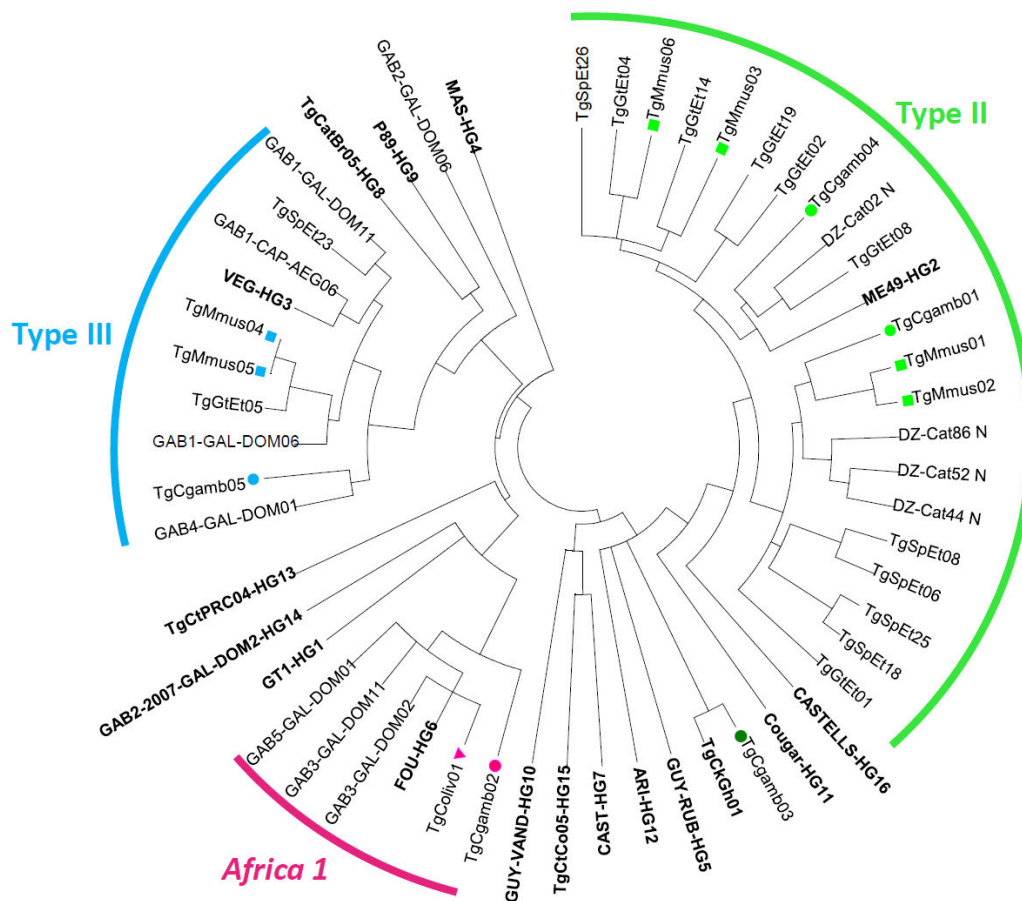 Type II
TgSpEt26
TgGtEt04
TgMmus06
TgGtEt14
TgMmus03
TgGtEt19
TgGtEt02
TgCgamb04
DZ-Cat02 N
TgGtEt08
ME49-HG2
TgCgamb01
TgMmus01
TgMmus02
DZ-Cat86 N
DZ-Cat52 N
DZ-Cat44 N
TgSpEt08
TgSpEt06
TgSpEt25
TgSpEt18
TgGtEt01
CASTELLS-HG16
Cougar-HG11
TgCgamb03
TgCkGh01
GUY-RUB-HG5
ARI-HG12
CAST-HG7
TgCtCo05-HG15
GUY-VAND-HG10
TgCgamb02
TgColiv01
FOU-HG6
GAB3-GAL-DOM02
GAB3-GAL-DOM11
GAB5-GAL-DOM01
Africa 1
GT1-HG1
GAB2-2007-GAL-DOM2-HG14
TgCtPRC04-HG13
GAB4-GAL-DOM01
TgCgamb05
GAB1-GAL-DOM06
TgGtEt05
TgMmus05
TgMmus04
VEG-HG3
GAB1-CAP-AEG06
TgSpEt23
GAB1-GAL-DOM11
Type III
TgCatBr05-HG8
P89-HG9
GAB2-GAL-DOM06
MAS-HG4